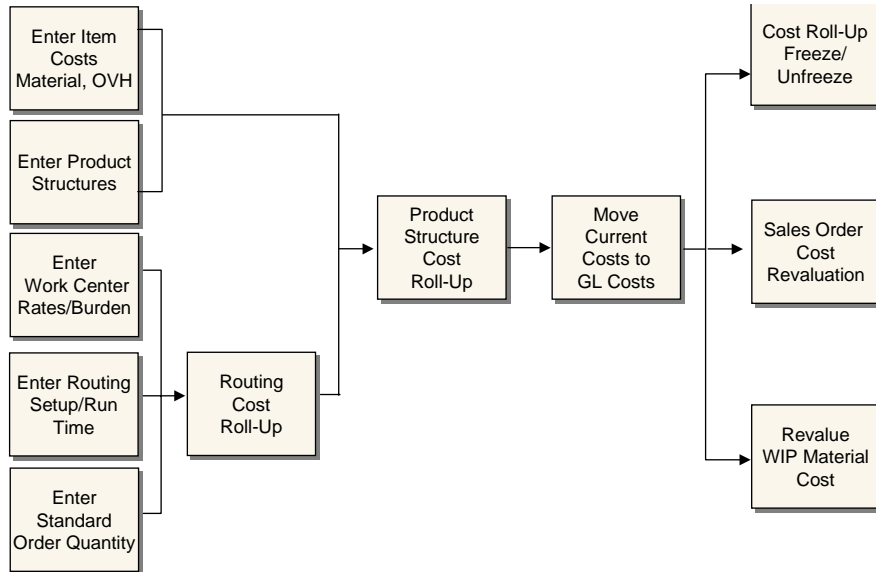 Enter Item
Costs
Material, OVH
Enter Product
Structures
Enter
Work Center
Rates/Burden
Enter Routing
Setup/Run
Time
Enter
Standard
Order Quantity
Routing
Cost
Roll-Up
Product
Structure
Cost
Roll-Up
Move
Current
Costs to
GL Costs
Cost Roll-Up
Freeze/
Unfreeze
Sales Order
Cost
Revaluation
Revalue
WIP Material
Cost